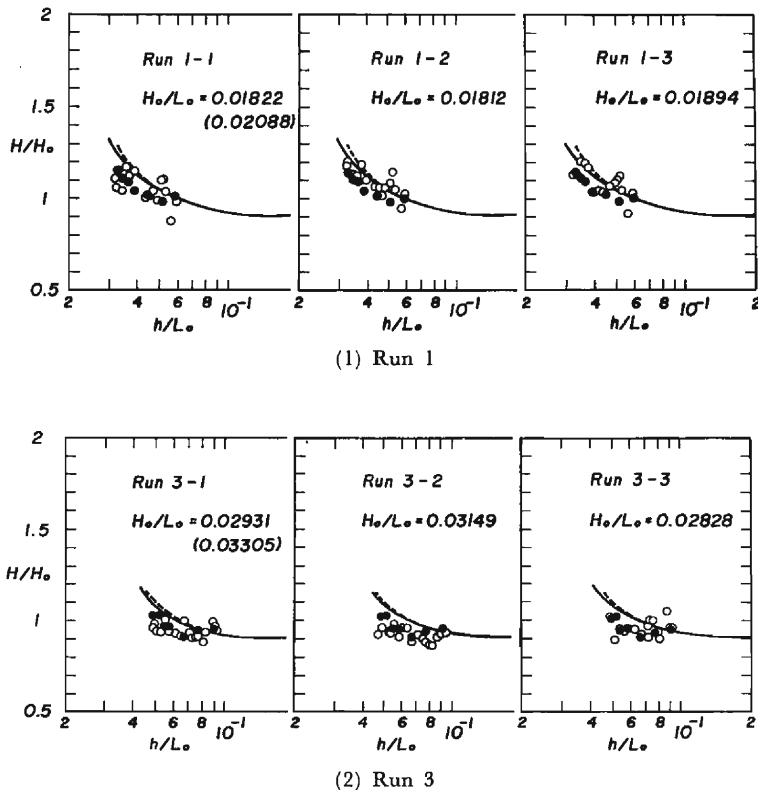 2
Run 1-1
Run 1-2
Run 1-3
1.5
H₀/L₀ = 0.01822
(0.02088)
H₀/L₀ = 0.01812
H₀/L₀ = 0.01894
H/H₀
1
0.5
2 4 6 8 10⁻¹ 2 4 6 8 10⁻¹ 2 4 6 8 10⁻¹ 2
h/L₀
h/L₀
h/L₀
(1) Run 1
2
Run 3-1
Run 3-2
Run 3-3
1.5
H₀/L₀ = 0.02931
(0.03305)
H₀/L₀ = 0.03149
H₀/L₀ = 0.02828
H/H₀
1
0.5
2 4 6 8 10⁻¹ 2 4 6 8 10⁻¹ 2 4 6 8 10⁻¹ 2
h/L₀
h/L₀
h/L₀
(2) Run 3